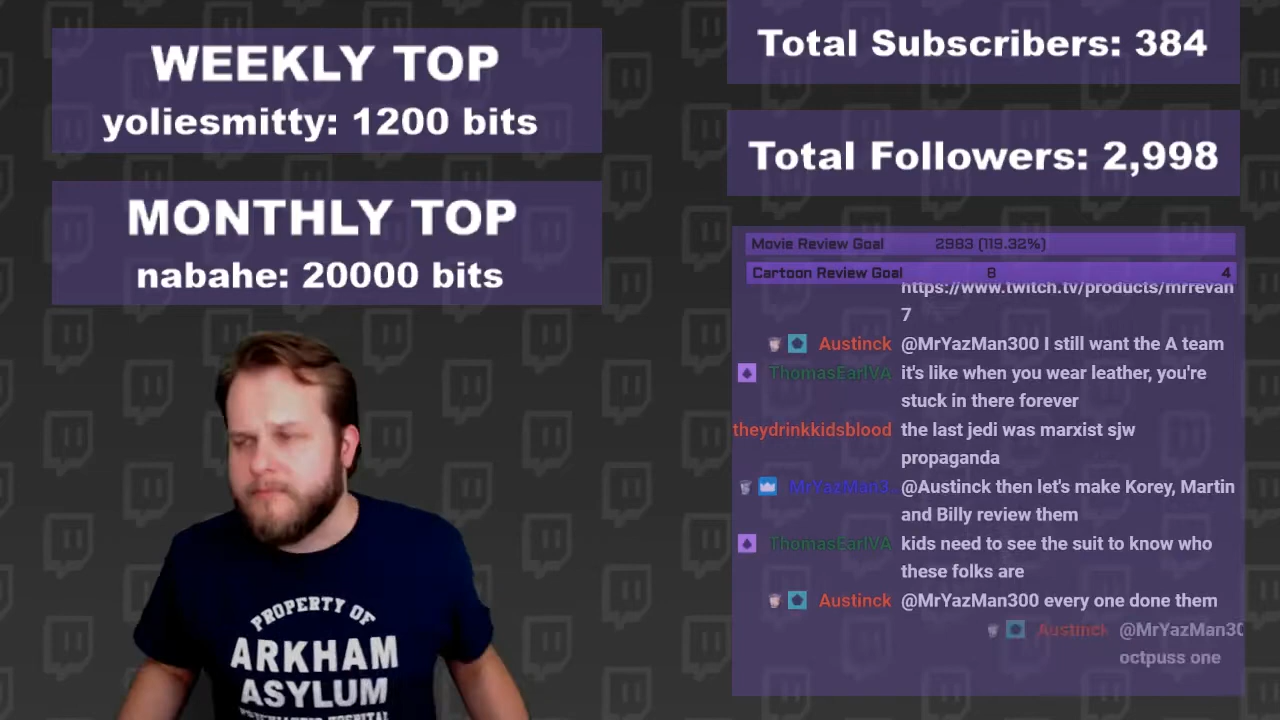 WEEKLY TOP
yoliesmitty: 1200 bits
MONTHLY TOP
nabahe: 20000 bits
Total Subscribers: 384
Total Followers: 2,998
Movie Review Goal 2983 (119.32%)
Cartoon Review Goal 8 4
https://www.twitch.tv/products/mrrevan
7
Austinck @MrYazMan300 I still want the A team
ThomasEarlVA it's like when you wear leather, you're
stuck in there forever
theydrinkkidsblood the last jedi was marxist sjw
propaganda
MrYazMan3.. @Austinck then let's make Korey, Martin
and Billy review them
ThomasEarlVA kids need to see the suit to know who
these folks are
Austinck @MrYazMan300 every one done them
Austinck @MrYazMan30
octpuss one
PROPERTY OF
ARKHAM
ASYLUM
PSYCHIATRIC HOSPITAL